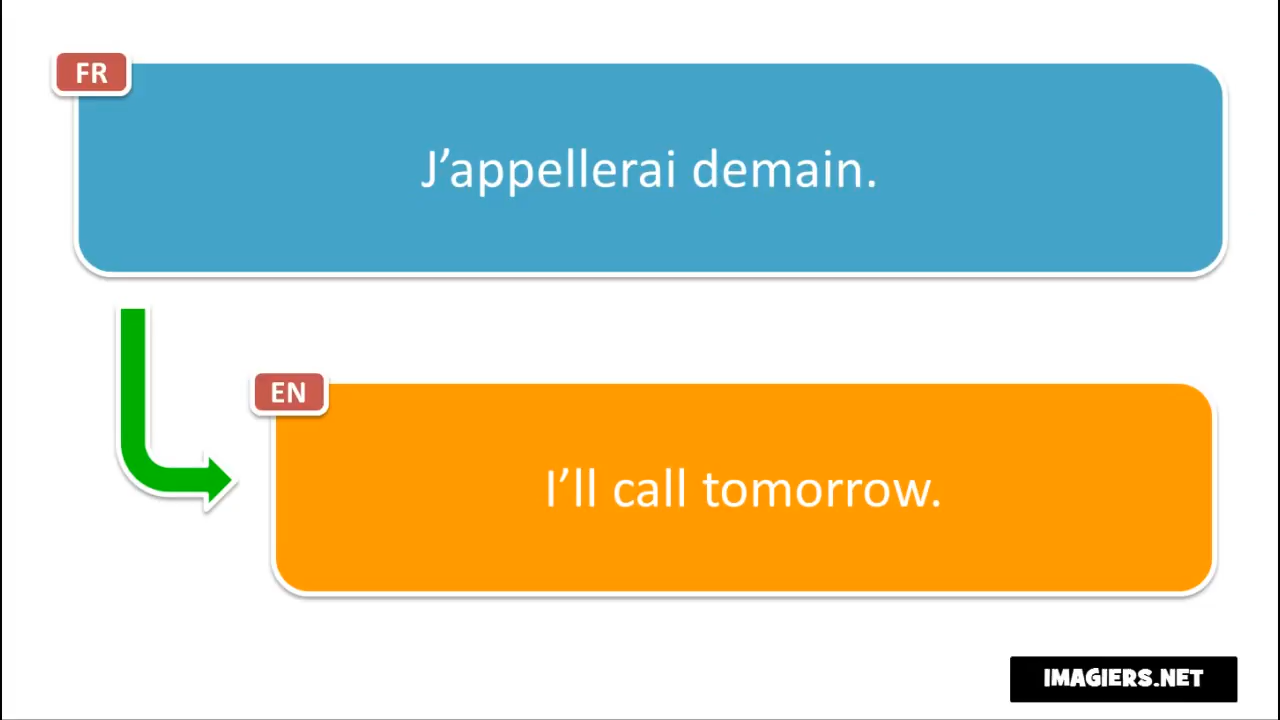 FR
J’appellerai demain.
EN
I’ll call tomorrow.
IMAGIERS.NET